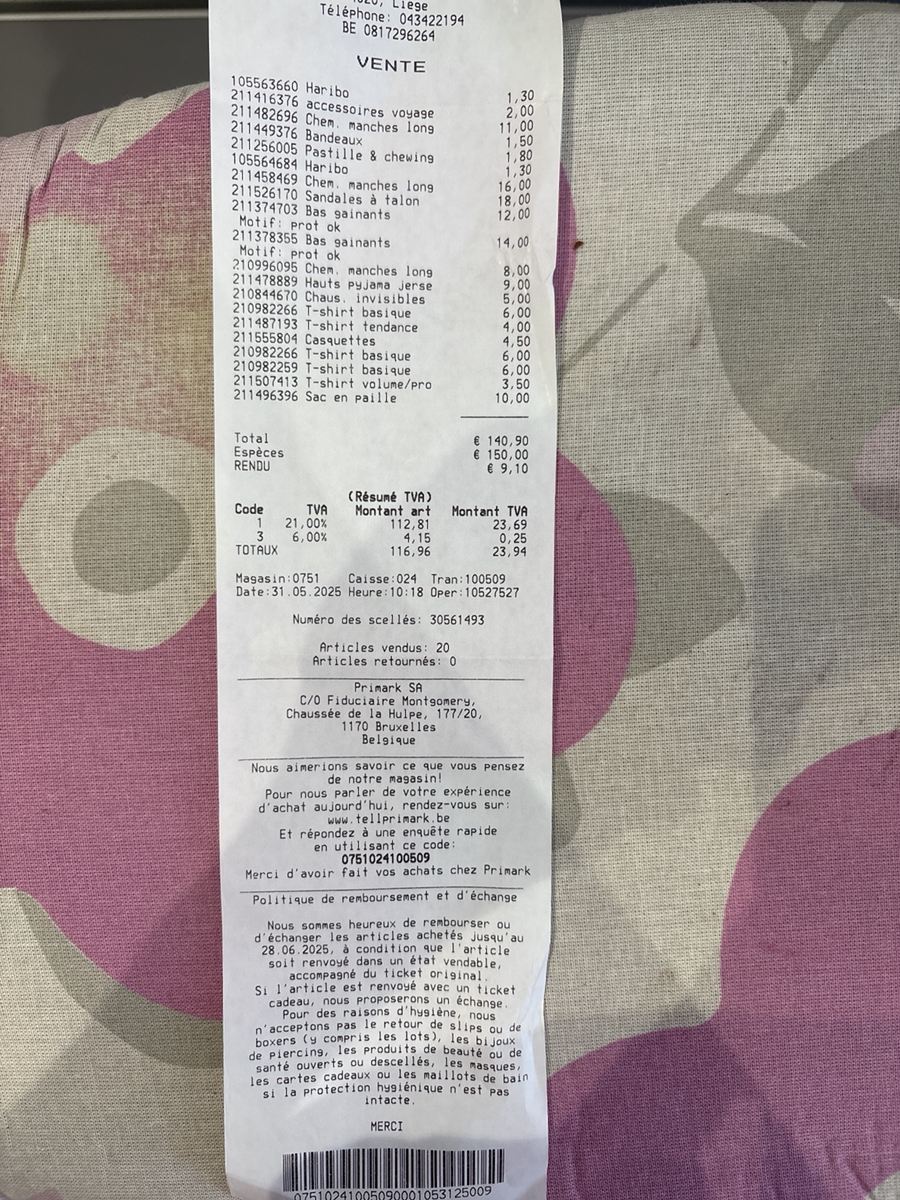 4020, Liege
Téléphone: 043422194
BE 0817296264
VENTE
105563660 Haribo 1,30
211416376 accessoires voyage 2,00
211482696 Chem. manches long 11,00
211449376 Bandeaux 1,50
211256005 Pastille & chewing 1,80
105564684 Haribo 1,30
211458469 Chem. manches long 16,00
211526170 Sandales à talon 18,00
211374703 Bas gainants 12,00
Motif: prot ok
211378355 Bas gainants 14,00
Motif: prot ok
210996095 Chem. manches long 8,00
211478889 Hauts pyjama jerse 9,00
210844670 Chaus. invisibles 5,00
210982266 T-shirt basique 6,00
211487193 T-shirt tendance 4,00
211555804 Casquettes 4,50
210982266 T-shirt basique 6,00
210982259 T-shirt basique 6,00
211507413 T-shirt volume/pro 3,50
211496396 Sac en paille 10,00
Total € 140,90
Espèces € 150,00
RENDU € 9,10
(Résumé TVA)
Code TVA Montant art Montant TVA
1 21,00% 112,81 23,69
3 6,00% 4,15 0,25
TOTAUX 116,96 23,94
Magasin:0751 Caisse:024 Tran:100509
Date:31.05.2025 Heure:10:18 Oper:10527527
Numéro des scellés: 30561493
Articles vendus: 20
Articles retournés: 0
Primark SA
C/O Fiduciaire Montgomery,
Chaussée de la Hulpe, 177/20,
1170 Bruxelles
Belgique
Nous aimerions savoir ce que vous pensez
de notre magasin!
Pour nous parler de votre expérience
d'achat aujourd'hui, rendez-vous sur:
www.tellprimark.be
Et répondez à une enquête rapide
en utilisant ce code:
0751024100509
Merci d'avoir fait vos achats chez Primark
Politique de remboursement et d'échange
Nous sommes heureux de rembourser ou
d'échanger les articles achetés jusqu'au
28.06.2025, à condition que l'article
soit renvoyé dans un état vendable,
accompagné du ticket original.
Si l'article est renvoyé avec un ticket
cadeau, nous proposerons un échange.
Pour des raisons d'hygiène, nous
n'acceptons pas le retour de slips ou de
boxers (y compris les lots), les bijoux
de piercing, les produits de beauté ou de
santé ouverts ou descellés, les masques,
les cartes cadeaux ou les maillots de bain
si la protection hygiénique n'est pas
intacte.
MERCI
07510241005090001053125009